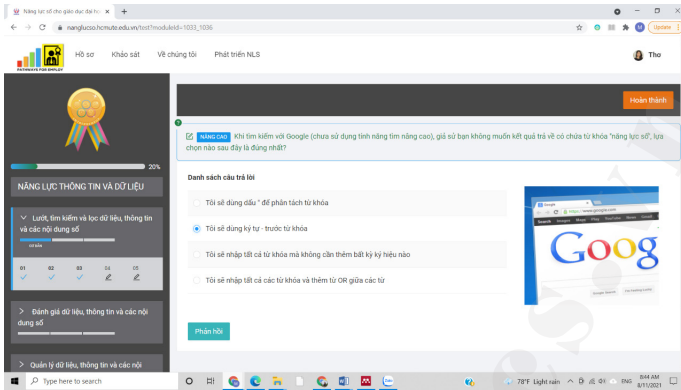 Năng lực số cho giáo dục đại họ
nanglucso.hcmute.edu.vn/test?moduleId=1033_1036
Update
PATHWAYS FOR EMPLOY
Hồ sơ Khảo sát Về chúng tôi Phát triển NLS
Thơ
Hoàn thành
20%
NĂNG LỰC THÔNG TIN VÀ DỮ LIỆU
Lướt, tìm kiếm và lọc dữ liệu, thông tin
và các nội dung số
CƠ BẢN
01 02 03 04 05
Đánh giá dữ liệu, thông tin và các nội
dung số
Quản lý dữ liệu, thông tin và các nội
NÂNG CAO Khi tìm kiếm với Google (chưa sử dụng tính năng tìm nâng cao), giả sử bạn không muốn kết quả trả về có chứa từ khóa "năng lực số", lựa
chọn nào sau đây là đúng nhất?
Danh sách câu trả lời
Tôi sẽ dùng dấu " để phân tách từ khóa
Tôi sẽ dùng ký tự - trước từ khóa
Tôi sẽ nhập tất cả từ khóa mà không cần thêm bất kỳ ký hiệu nào
Tôi sẽ nhập tất cả các từ khóa và thêm từ OR giữa các từ
Phản hồi
Google
Type here to search
78°F Light rain
ENG
8:44 AM
8/11/2021